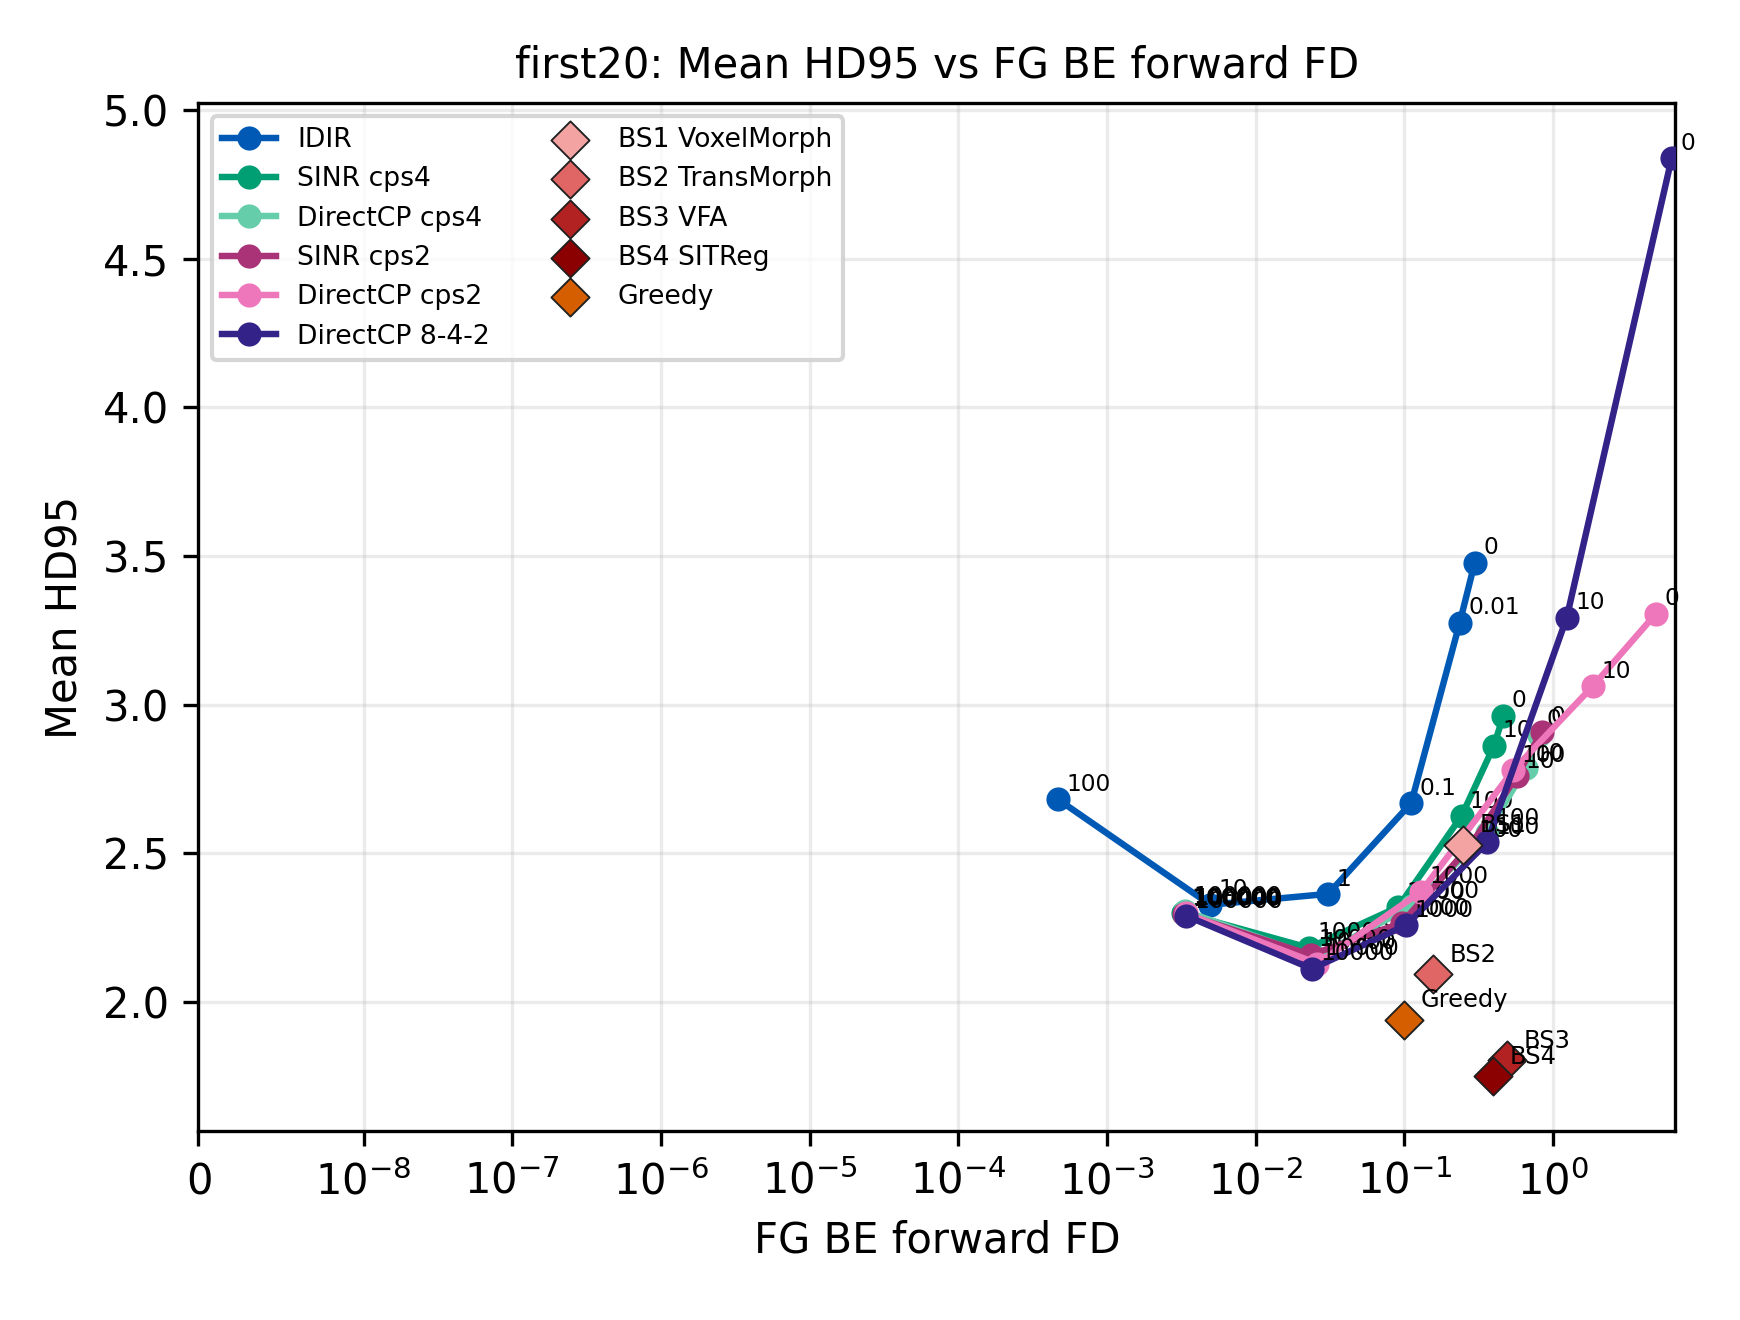 first20: Mean HD95 vs FG BE forward FD
5.0
4.5
4.0
3.5
3.0
2.5
2.0
Mean HD95
IDIR
SINR cps4
DirectCP cps4
SINR cps2
DirectCP cps2
DirectCP 8-4-2
BS1 VoxelMorph
BS2 TransMorph
BS3 VFA
BS4 SITReg
Greedy
0
0
0.01
10
0
10
0
10
100
0.1
10
1
1000
10000
BS2
Greedy
BS3
BS4
0
10⁻⁸
10⁻⁷
10⁻⁶
10⁻⁵
10⁻⁴
10⁻³
10⁻²
10⁻¹
10⁰
FG BE forward FD